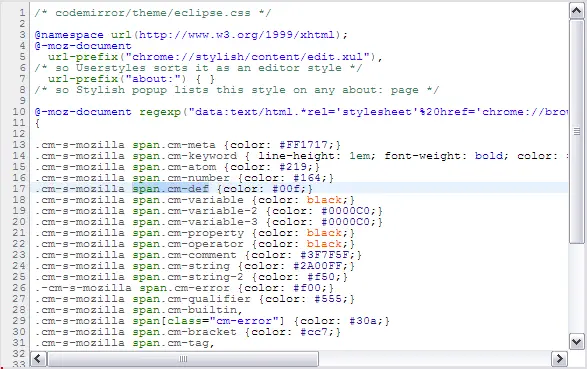 1 /* codemirror/theme/eclipse.css */
2
3 @namespace url(http://www.w3.org/1999/xhtml);
4 @-moz-document
5 url-prefix("chrome://stylish/content/edit.xul"),
6 /* so Userstyles sorts it as an editor style */
7 url-prefix("about:") { }
8 /* so Stylish popup lists this style on any about: page */
9
10 @-moz-document regexp("data:text/html.*rel='stylesheet'%20href='chrome://brow
11 {
12
13 .cm-s-mozilla span.cm-meta {color: #FF1717;}
14 .cm-s-mozilla span.cm-keyword { line-height: 1em; font-weight: bold; color:
15 .cm-s-mozilla span.cm-atom {color: #219;}
16 .cm-s-mozilla span.cm-number {color: #164;}
17 .cm-s-mozilla span.cm-def {color: #00f;}
18 .cm-s-mozilla span.cm-variable {color: black;}
19 .cm-s-mozilla span.cm-variable-2 {color: #0000C0;}
20 .cm-s-mozilla span.cm-variable-3 {color: #0000C0;}
21 .cm-s-mozilla span.cm-property {color: black;}
22 .cm-s-mozilla span.cm-operator {color: black;}
23 .cm-s-mozilla span.cm-comment {color: #3F7F5F;}
24 .cm-s-mozilla span.cm-string {color: #2A00FF;}
25 .cm-s-mozilla span.cm-string-2 {color: #f50;}
26 .-cm-s-mozilla span.cm-error {color: #f00;}
27 .cm-s-mozilla span.cm-qualifier {color: #555;}
28 .cm-s-mozilla span.cm-builtin,
29 .cm-s-mozilla span[class="cm-error"] {color: #30a;}
30 .cm-s-mozilla span.cm-bracket {color: #cc7;}
31 .cm-s-mozilla span.cm-tag,
32
33